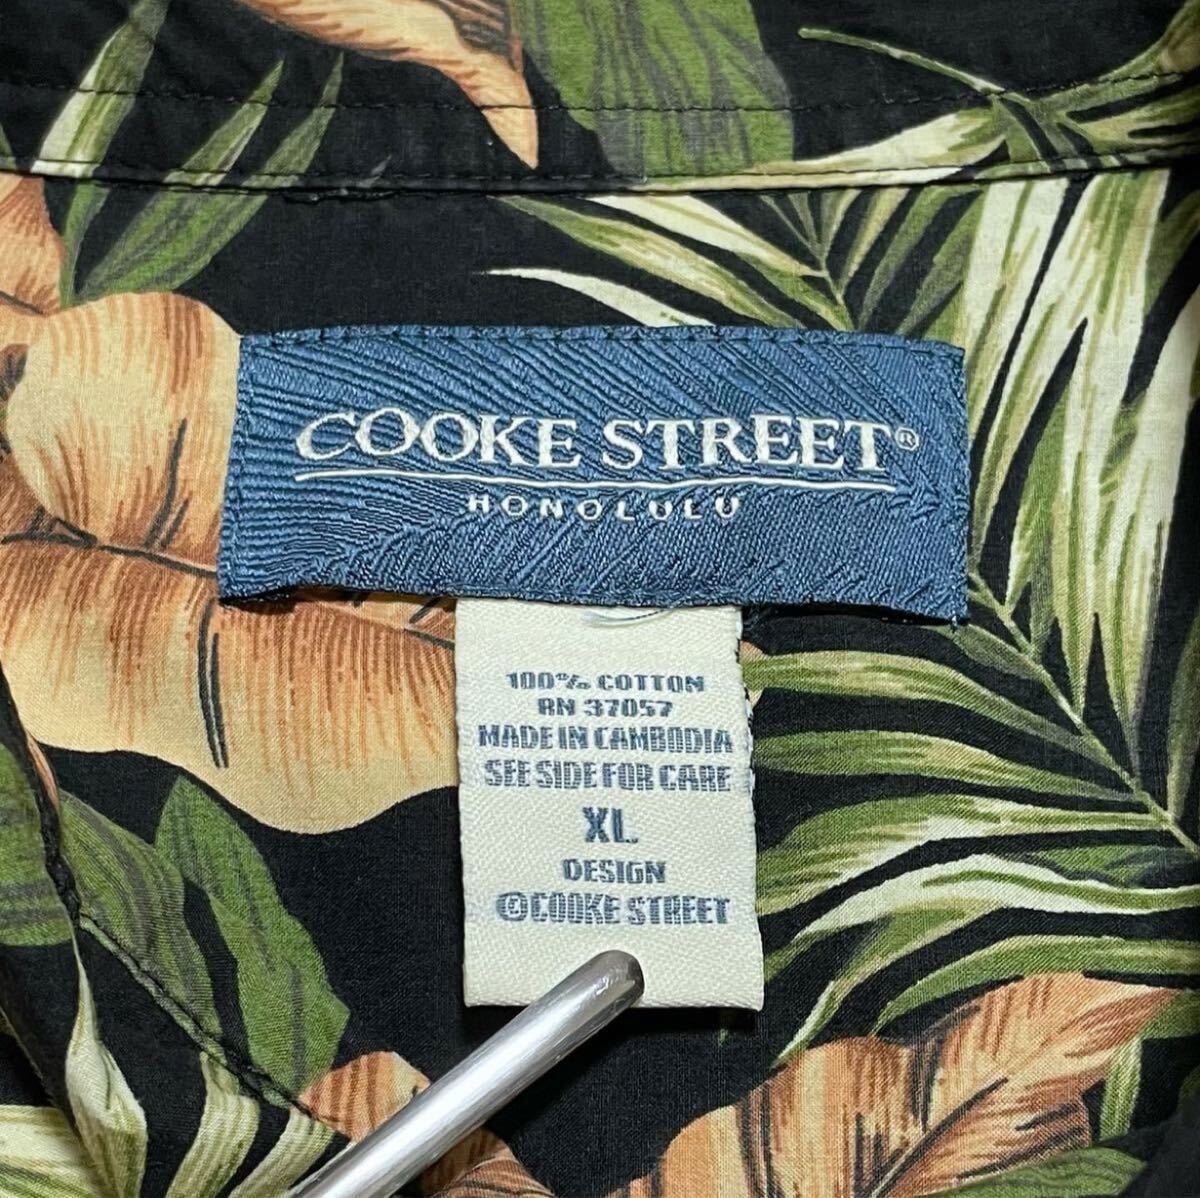 COOKE STREET®
HONOLULU
100% COTTON
RN 37057
MADE IN CAMBODIA
SEE SIDE FOR CARE
XL
DESIGN
©COOKE STREET